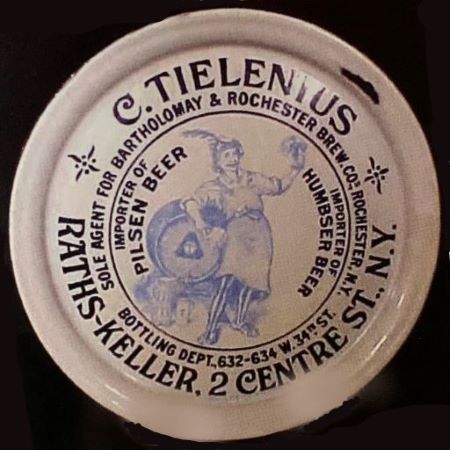 C. TIELENIUS
SOLE AGENT FOR BARTHOLOMAY & ROCHESTER BREW. COS. ROCHESTER, N.Y.
IMPORTER OF
PILSEN BEER
IMPORTER OF
HUMBSER BEER
BOTTLING DEPT., 632-634 W. 34TH ST.
RATHS-KELLER, 2 CENTRE ST., N.Y.